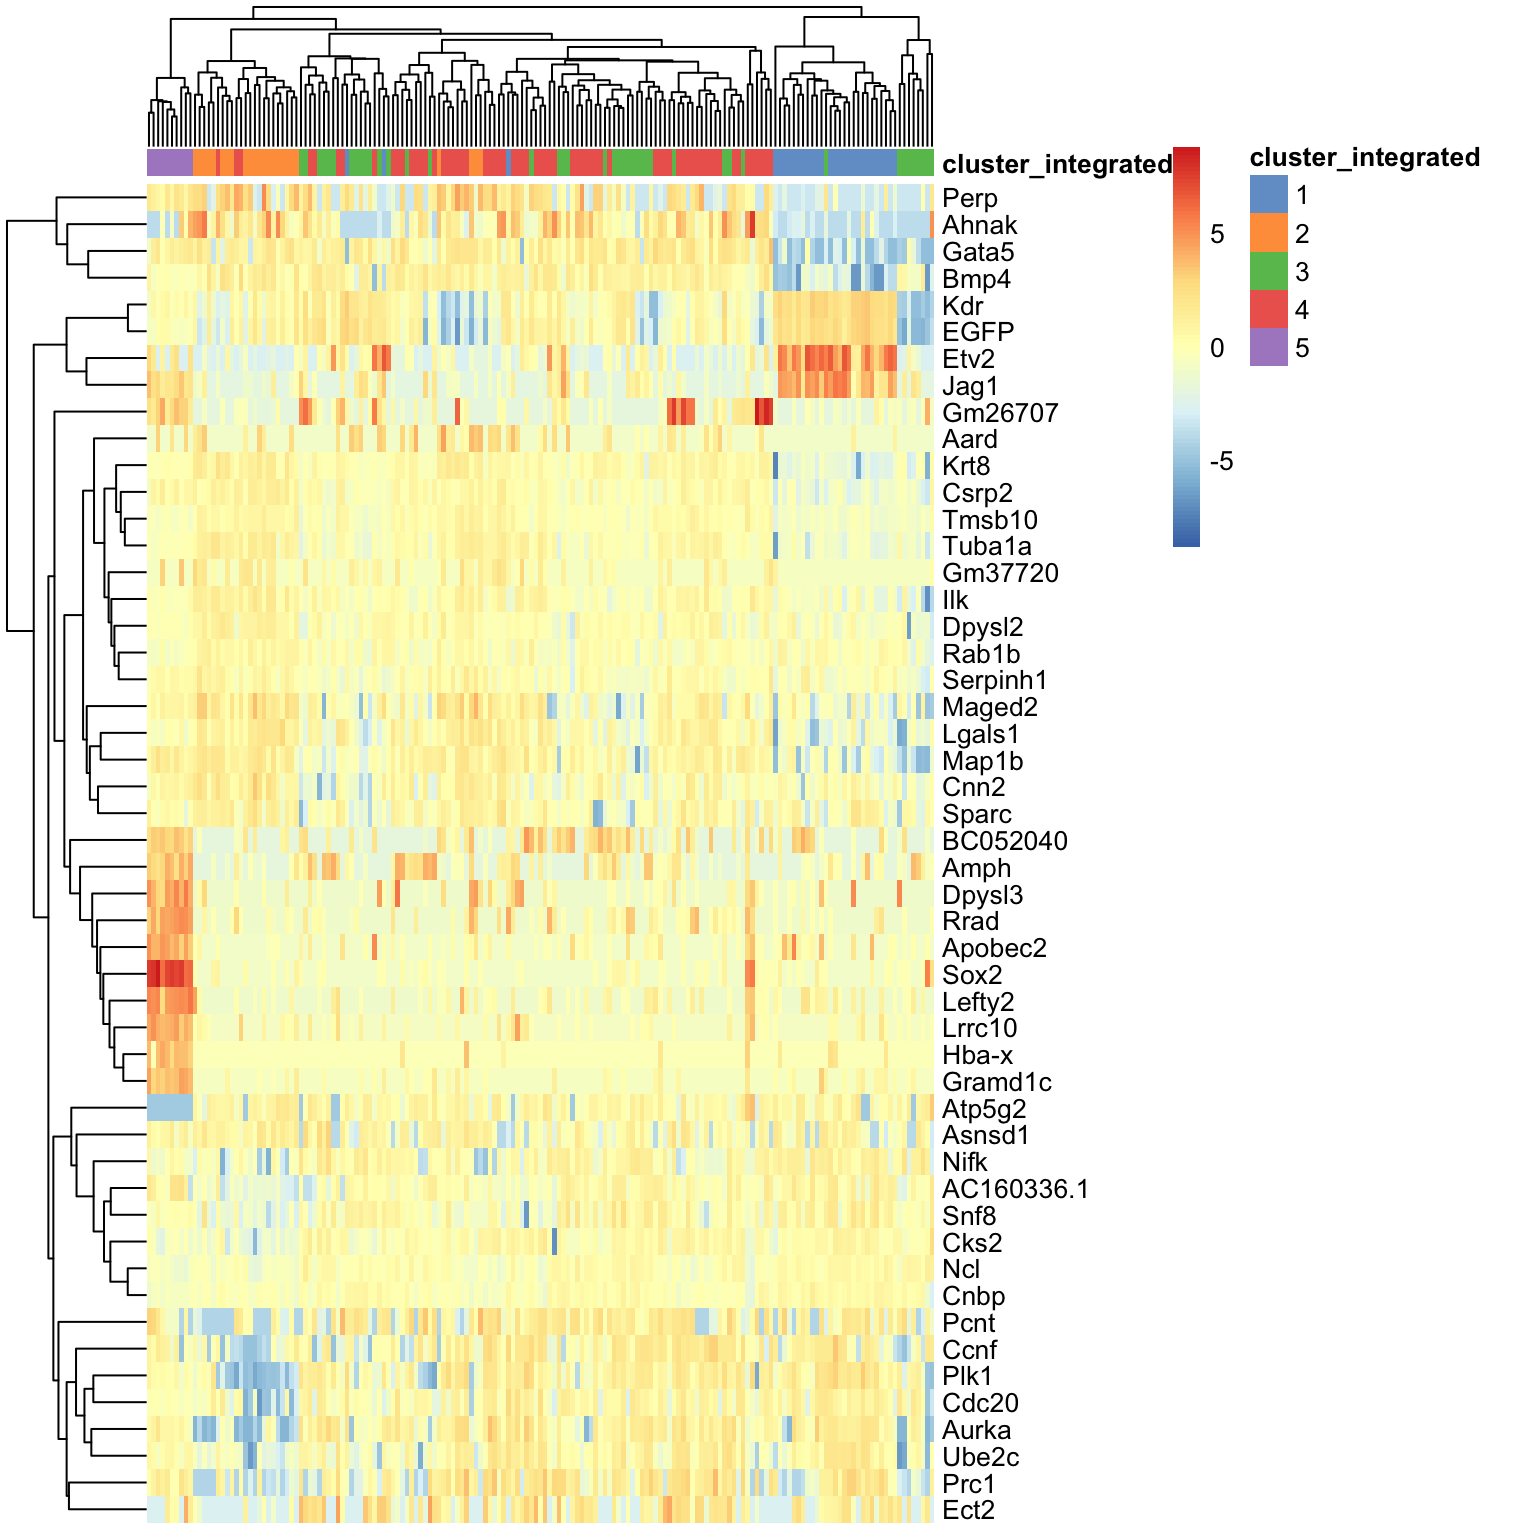 cluster_integrated
Perp
Ahnak
Gata5
Bmp4
Kdr
EGFP
Etv2
Jag1
Gm26707
Aard
Krt8
Csrp2
Tmsb10
Tuba1a
Gm37720
Ilk
Dpysl2
Rab1b
Serpinh1
Maged2
Lgals1
Map1b
Cnn2
Sparc
BC052040
Amph
Dpysl3
Rrad
Apobec2
Sox2
Lefty2
Lrrc10
Hba-x
Gramd1c
Atp5g2
Asnsd1
Nifk
AC160336.1
Snf8
Cks2
Ncl
Cnbp
Pcnt
Ccnf
Plk1
Cdc20
Aurka
Ube2c
Prc1
Ect2
5
0
-5
cluster_integrated
1
2
3
4
5